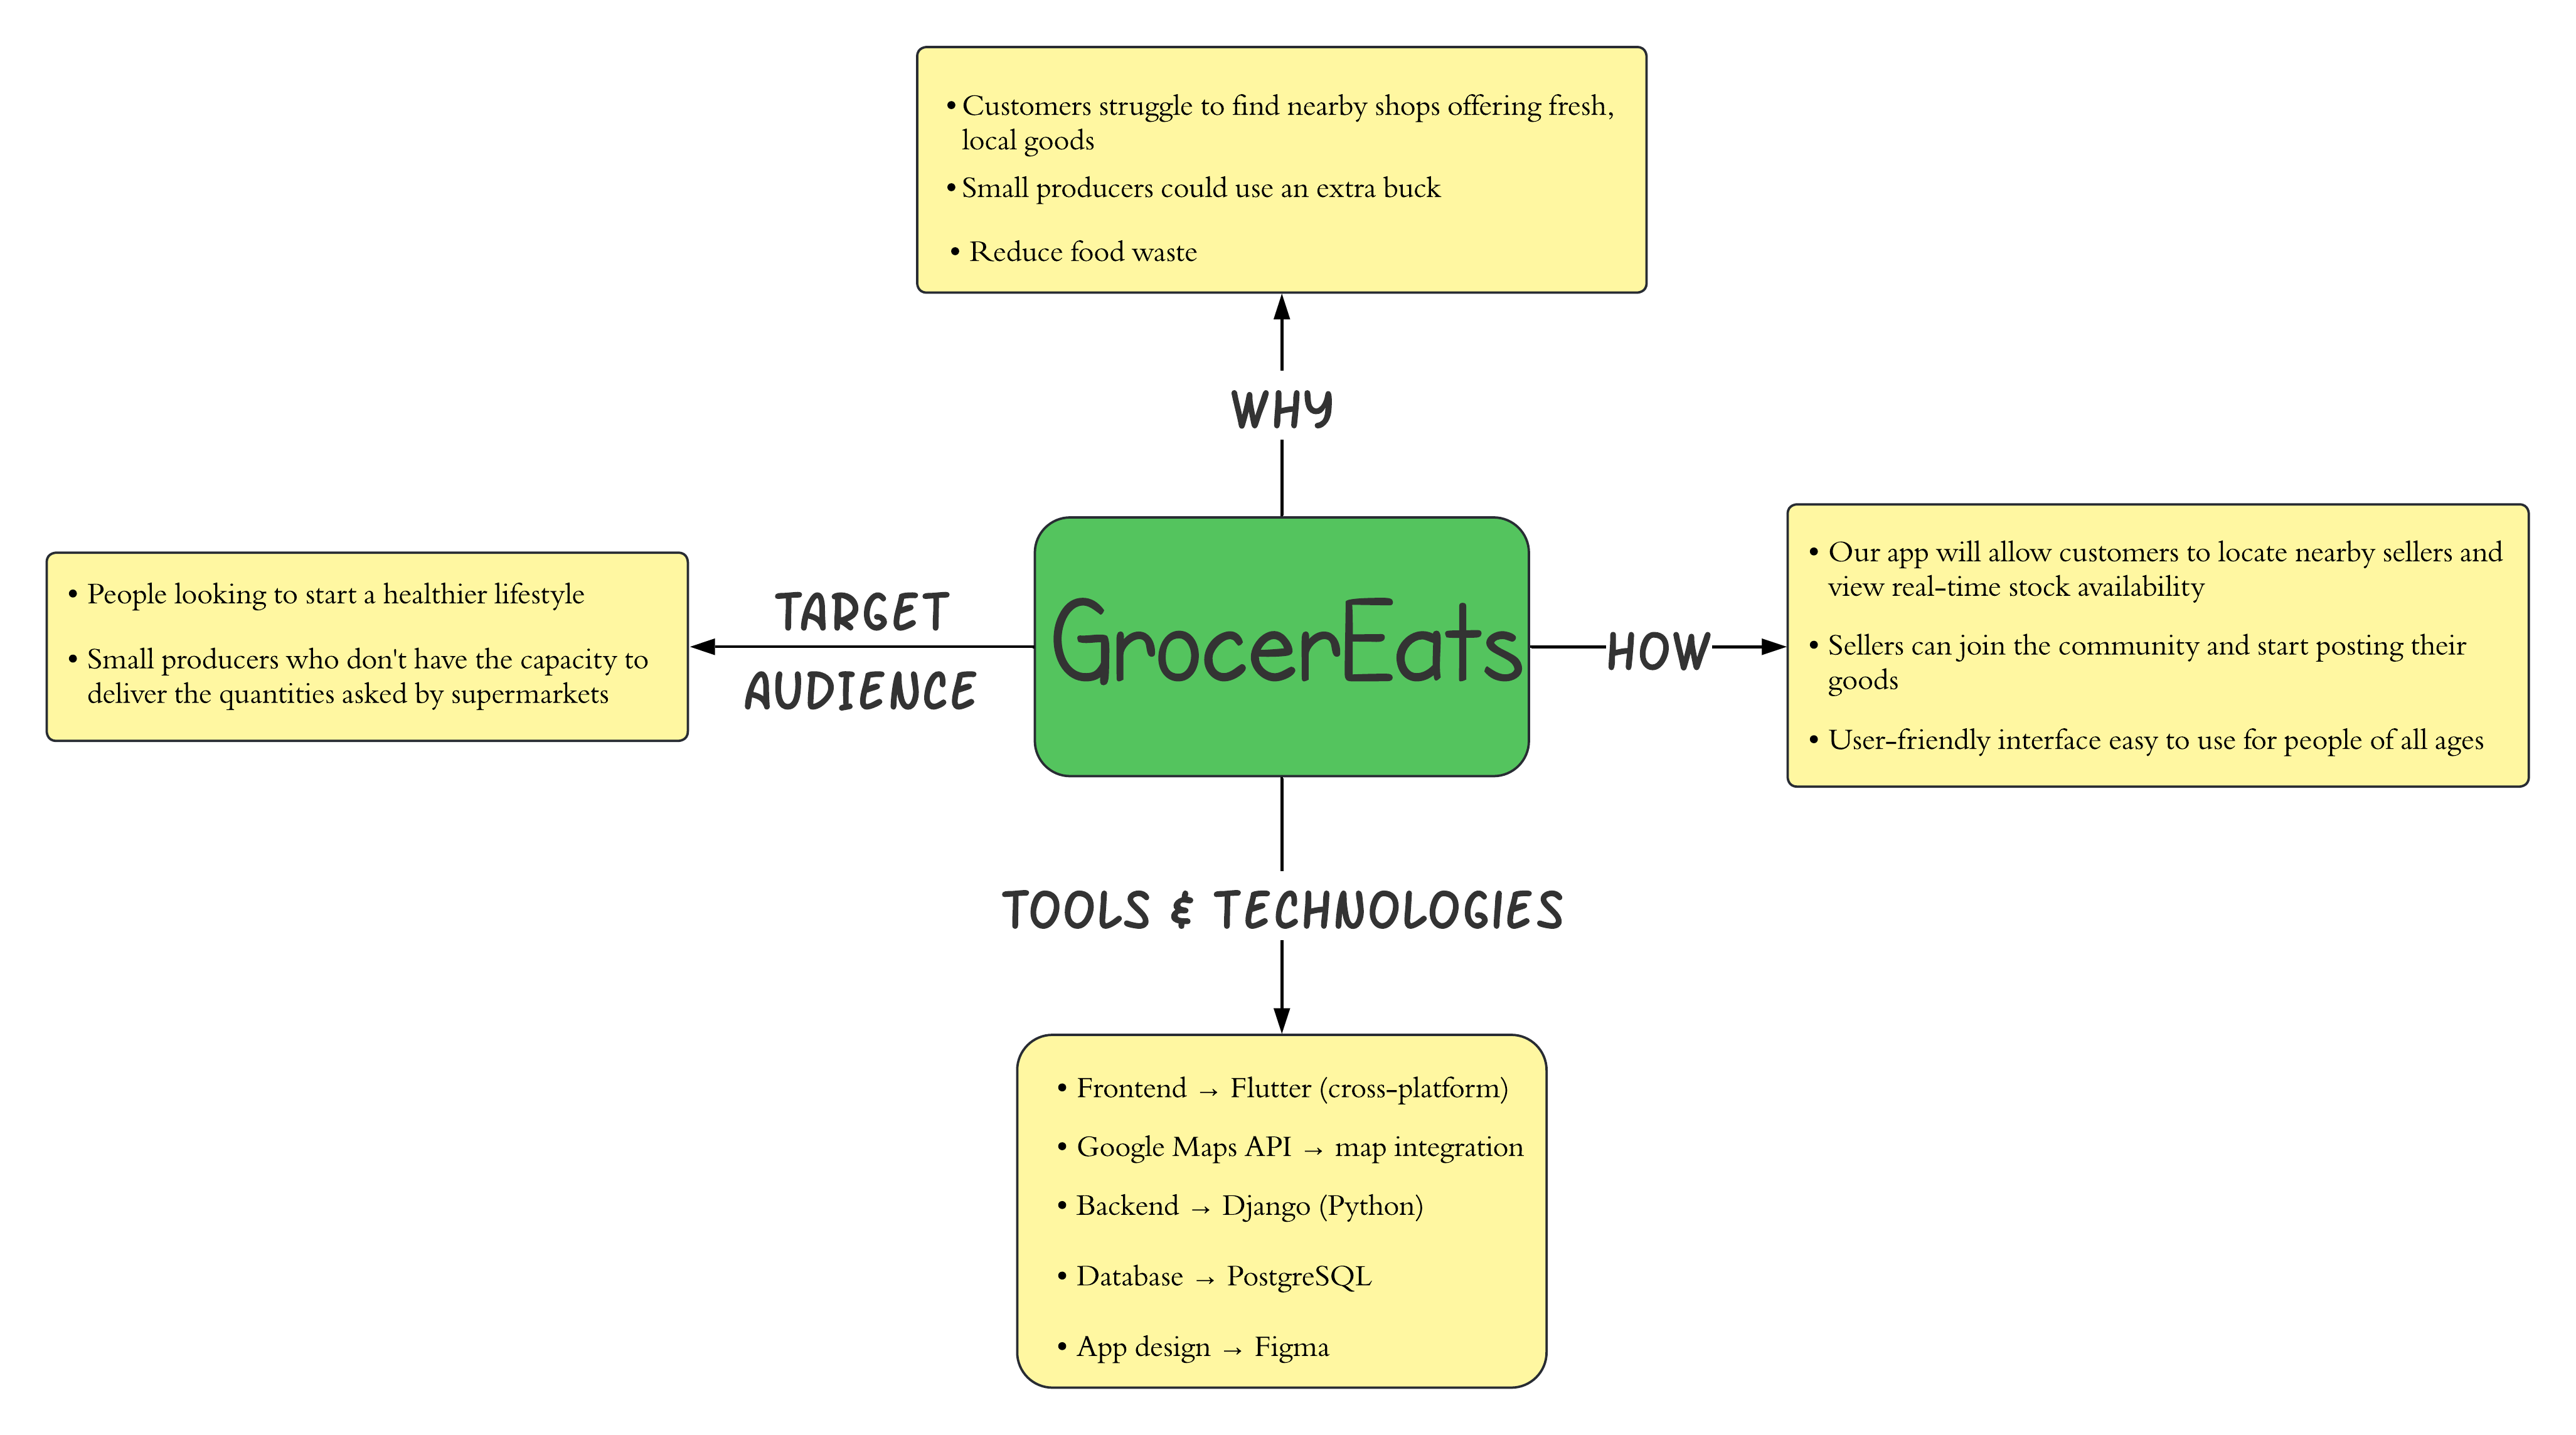 • Customers struggle to find nearby shops offering fresh,
local goods
• Small producers could use an extra buck
• Reduce food waste
WHY
• People looking to start a healthier lifestyle
• Small producers who don't have the capacity to
deliver the quantities asked by supermarkets
TARGET
AUDIENCE
GrocerEats
HOW
• Our app will allow customers to locate nearby sellers and
view real-time stock availability
• Sellers can join the community and start posting their
goods
• User-friendly interface easy to use for people of all ages
TOOLS & TECHNOLOGIES
• Frontend → Flutter (cross-platform)
• Google Maps API → map integration
• Backend → Django (Python)
• Database → PostgreSQL
• App design → Figma